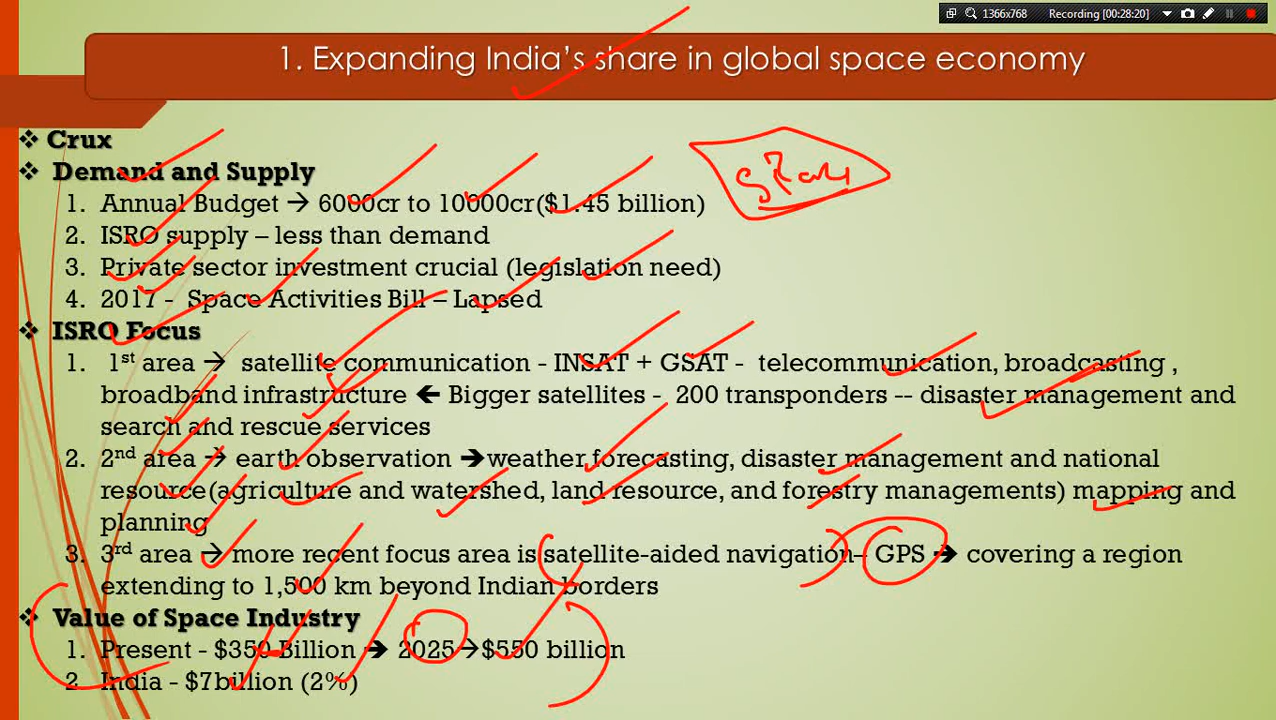 1366x768 Recording [00:28:20]
1. Expanding India's share in global space economy
❖ Crux
❖ Demand and Supply
1. Annual Budget → 6000cr to 10000cr($1.45 billion)
2. ISRO supply – less than demand
3. Private sector investment crucial (legislation need)
4. 2017 - Space Activities Bill – Lapsed
❖ ISRO Focus
1. 1st area → satellite communication - INSAT + GSAT - telecommunication, broadcasting ,
broadband infrastructure ← Bigger satellites - 200 transponders -- disaster management and
search and rescue services
2. 2nd area → earth observation →weather forecasting, disaster management and national
resource(agriculture and watershed, land resource, and forestry managements) mapping and
planning
3. 3rd area → more recent focus area is satellite-aided navigation– GPS → covering a region
extending to 1,500 km beyond Indian borders
❖ Value of Space Industry
1. Present - $350 Billion → 2025→$550 billion
2. India - $7billion (2%)